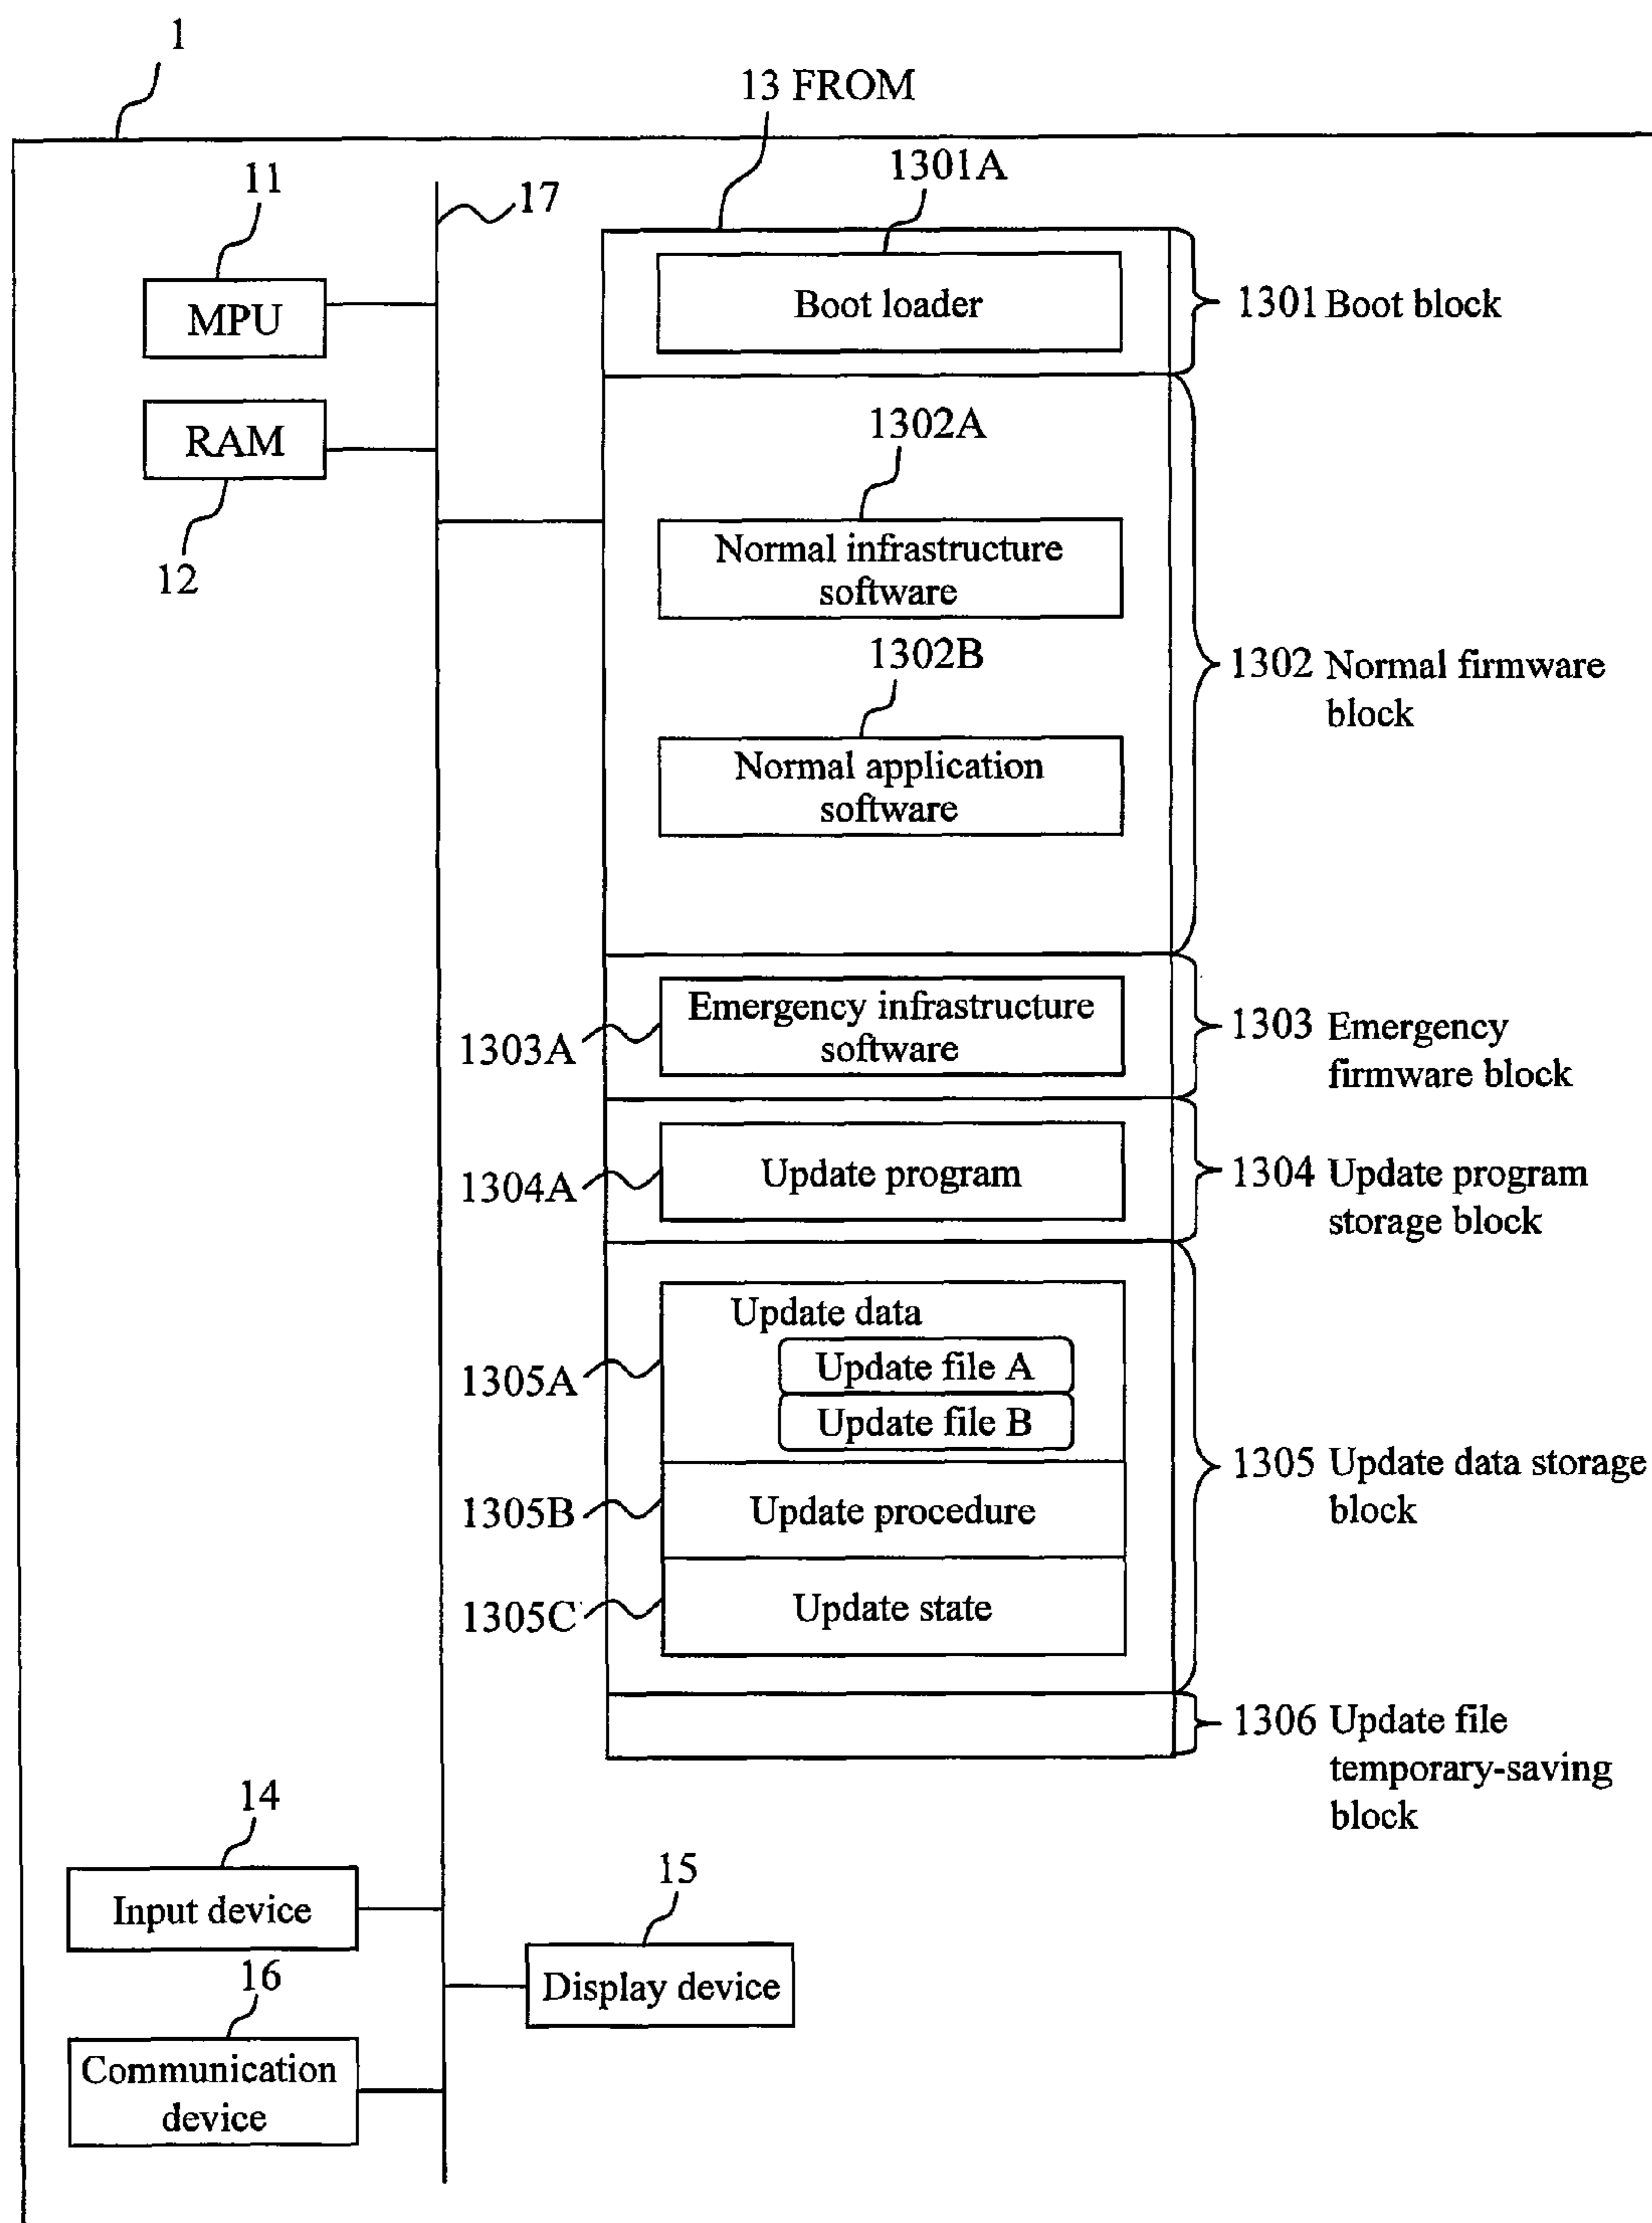 1
13 FROM
11
17
1301A
MPU
Boot loader
1301 Boot block
RAM
12
1302A
Normal infrastructure
software
1302B
Normal application
software
1302 Normal firmware
block
1303A
Emergency infrastructure
software
1303 Emergency
firmware block
1304A
Update program
1304 Update program
storage block
1305A
Update data
Update file A
Update file B
1305B
Update procedure
1305C
Update state
1305 Update data storage
block
1306 Update file
temporary-saving
block
14
Input device
15
Display device
16
Communication
device